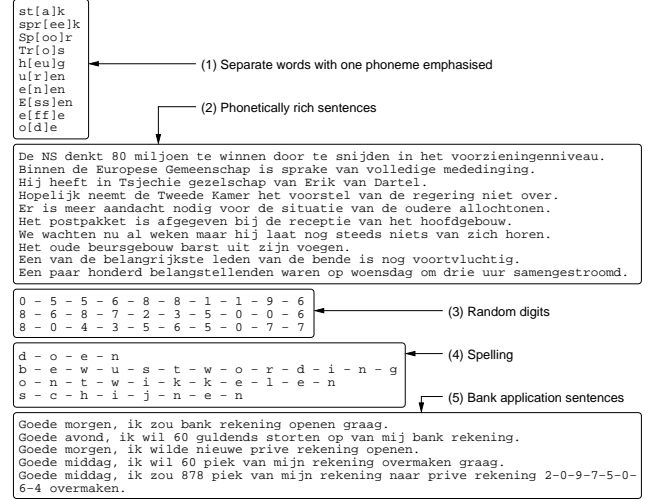 st[a]k
spr[ee]k
Sp[oo]r
Tr[o]s
h[eu]g
u[r]en
e[n]en
E[ss]en
e[ff]e
o[d]e
(1) Separate words with one phoneme emphasised
(2) Phonetically rich sentences
De NS denkt 80 miljoen te winnen door te snijden in het voorzieningenniveau.
Binnen de Europese Gemeenschap is sprake van volledige mededinging.
Hij heeft in Tsjechie gezelschap van Erik van Dartel.
Hopelijk neemt de Tweede Kamer het voorstel van de regering niet over.
Er is meer aandacht nodig voor de situatie van de oudere allochtonen.
Het postpakket is afgegeven bij de receptie van het hoofdgebouw.
We wachten nu al weken maar hij laat nog steeds niets van zich horen.
Het oude beursgebouw barst uit zijn voegen.
Een van de belangrijkste leden van de bende is nog voortvluchtig.
Een paar honderd belangstellenden waren op woensdag om drie uur samengestroomd.
0 - 5 - 5 - 6 - 8 - 8 - 1 - 1 - 9 - 6
8 - 6 - 8 - 7 - 2 - 3 - 5 - 0 - 0 - 6
8 - 0 - 4 - 3 - 5 - 6 - 5 - 0 - 7 - 7
(3) Random digits
d - o - e - n
b - e - w - u - s - t - w - o - r - d - i - n - g
o - n - t - w - i - k - k - e - l - e - n
s - c - h - i - j - n - e - n
(4) Spelling
(5) Bank application sentences
Goede morgen, ik zou bank rekening openen graag.
Goede avond, ik wil 60 guldends storten op van mij bank rekening.
Goede morgen, ik wilde nieuwe prive rekening openen.
Goede middag, ik wil 60 piek van mijn rekening overmaken graag.
Goede middag, ik zou 878 piek van mijn rekening naar prive rekening 2-0-9-7-5-0-
6-4 overmaken.